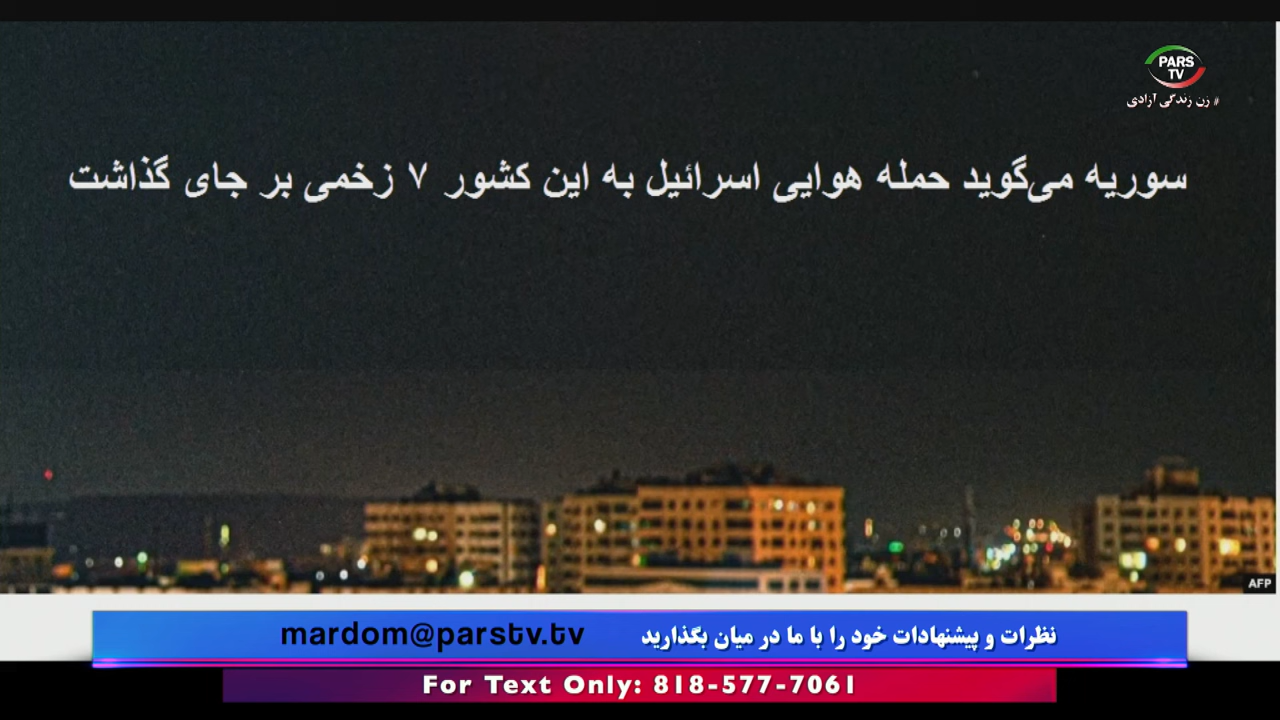 PARS
TV
# زن زندگی آزادی
سوریه می‌گوید حمله هوایی اسرائیل به این کشور ۷ زخمی بر جای گذاشت
AFP
نظرات و پیشنهادات خود را با ما در میان بگذارید mardom@parstv.tv
For Text Only: 818-577-7061